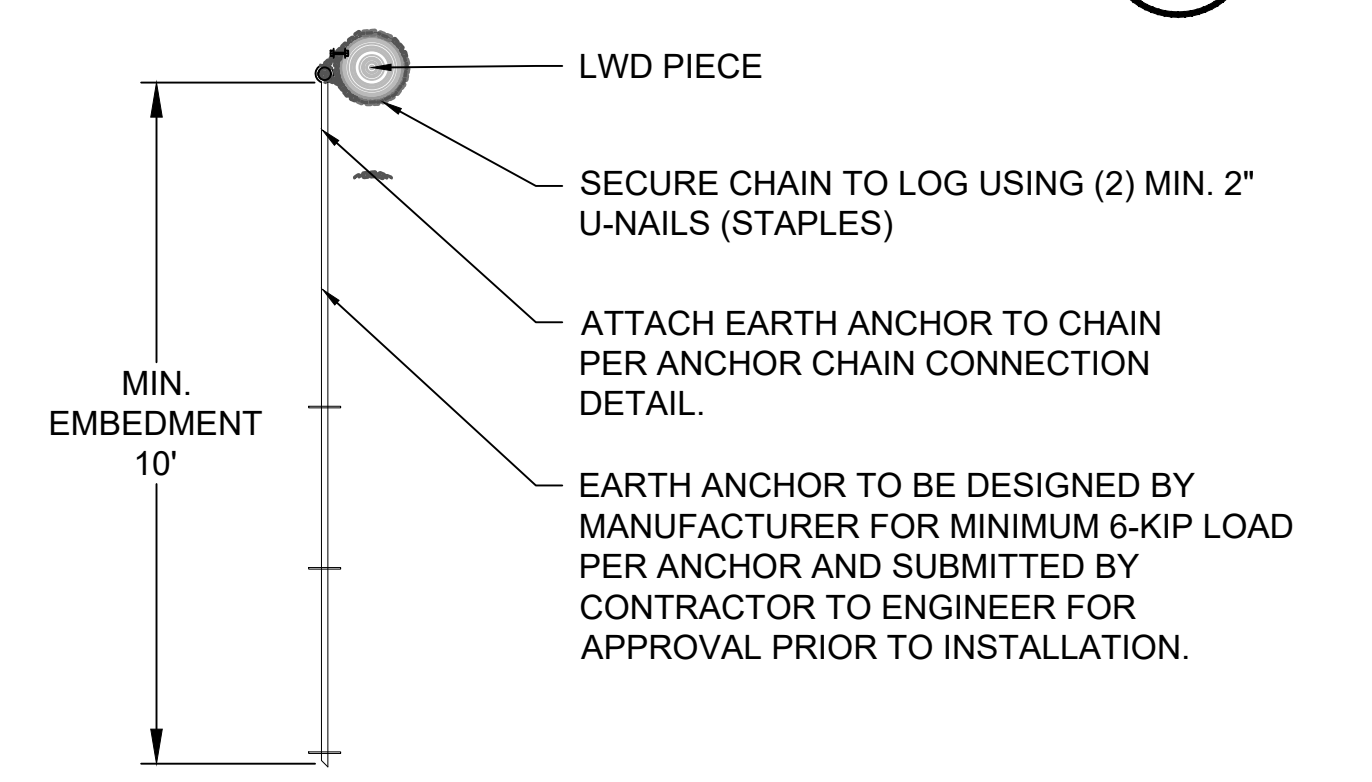 LWD PIECE
SECURE CHAIN TO LOG USING (2) MIN. 2"
U-NAILS (STAPLES)
ATTACH EARTH ANCHOR TO CHAIN
PER ANCHOR CHAIN CONNECTION
DETAIL.
MIN.
EMBEDMENT
10'
EARTH ANCHOR TO BE DESIGNED BY
MANUFACTURER FOR MINIMUM 6-KIP LOAD
PER ANCHOR AND SUBMITTED BY
CONTRACTOR TO ENGINEER FOR
APPROVAL PRIOR TO INSTALLATION.